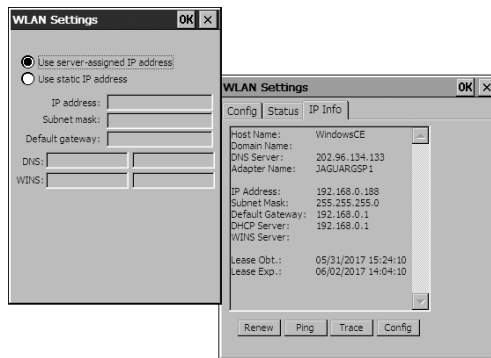 WLAN Settings OK ×
Use server-assigned IP address
Use static IP address
IP address:
Subnet mask:
Default gateway:
DNS:
WINS:
WLAN Settings OK ×
Config Status IP Info
Host Name: WindowsCE
Domain Name:
DNS Server: 202.96.134.133
Adapter Name: JAGUARGSP1
IP Address: 192.168.0.188
Subnet Mask: 255.255.255.0
Default Gateway: 192.168.0.1
DHCP Server: 192.168.0.1
WINS Server:
Lease Obt.: 05/31/2017 15:24:10
Lease Exp.: 06/02/2017 14:04:10
Renew Ping Trace Config